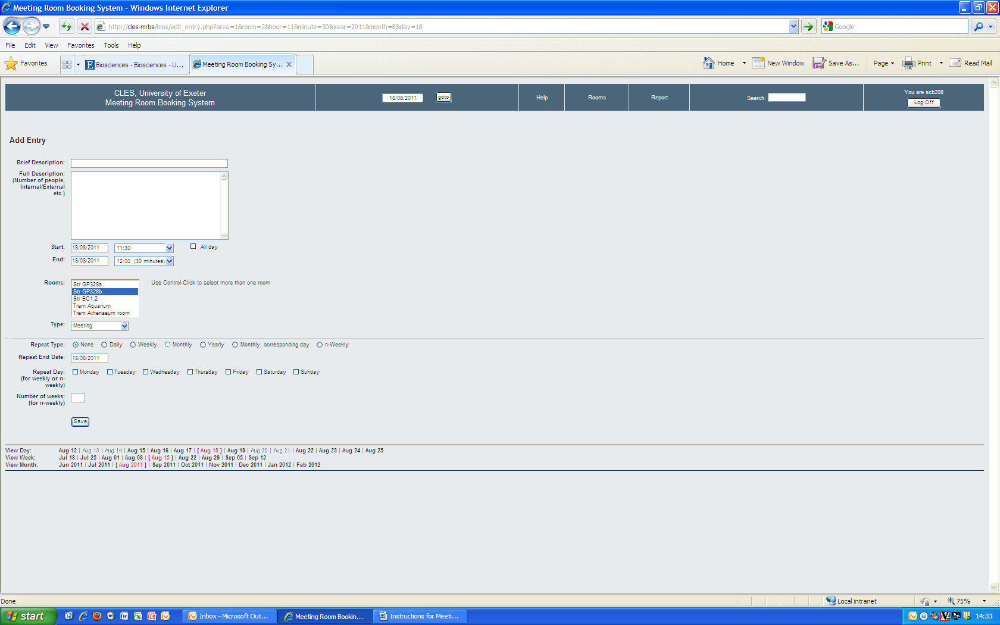 Meeting Room Booking System - Windows Internet Explorer
http://cles-mrbs/bios/edit_entry.php?area=1&room=2&hour=11&minute=30&year=2011&month=8&day=18
Google
File Edit View Favorites Tools Help
Favorites
Biosciences - Biosciences - U...
Meeting Room Booking Sy...
Home
New Window
Save As...
Page
Print
Read Mail
CLES, University of Exeter
Meeting Room Booking System
18/08/2011
goto
Help
Rooms
Report
Search:
You are scb208
Log Off
Add Entry
Brief Description:
Full Description:
(Number of people,
Internal/External
etc.)
Start: 18/08/2011 11:30 All day
End: 18/08/2011 12:00 (30 minutes)
Rooms:
Str GP328a
Str GP328b
Str BC1.2
Trem Aquarium
Trem Athenaeum room
Use Control-Click to select more than one room
Type: Meeting
Repeat Type: None Daily Weekly Monthly Yearly Monthly, corresponding day n-Weekly
Repeat End Date: 18/08/2011
Repeat Day:
(for weekly or n-
weekly)
Monday Tuesday Wednesday Thursday Friday Saturday Sunday
Number of weeks:
(for n-weekly)
Save
View Day: Aug 12 | Aug 13 | Aug 14 | Aug 15 | Aug 16 | Aug 17 | [ Aug 18 ] | Aug 19 | Aug 20 | Aug 21 | Aug 22 | Aug 23 | Aug 24 | Aug 25
View Week: Jul 18 | Jul 25 | Aug 01 | Aug 08 | [ Aug 15 ] | Aug 22 | Aug 29 | Sep 05 | Sep 12
View Month: Jun 2011 | Jul 2011 | [ Aug 2011 ] | Sep 2011 | Oct 2011 | Nov 2011 | Dec 2011 | Jan 2012 | Feb 2012
Done
Local intranet
75%
start
Inbox - Microsoft Out...
Meeting Room Bookin...
Instructions for Meeti...
14:33